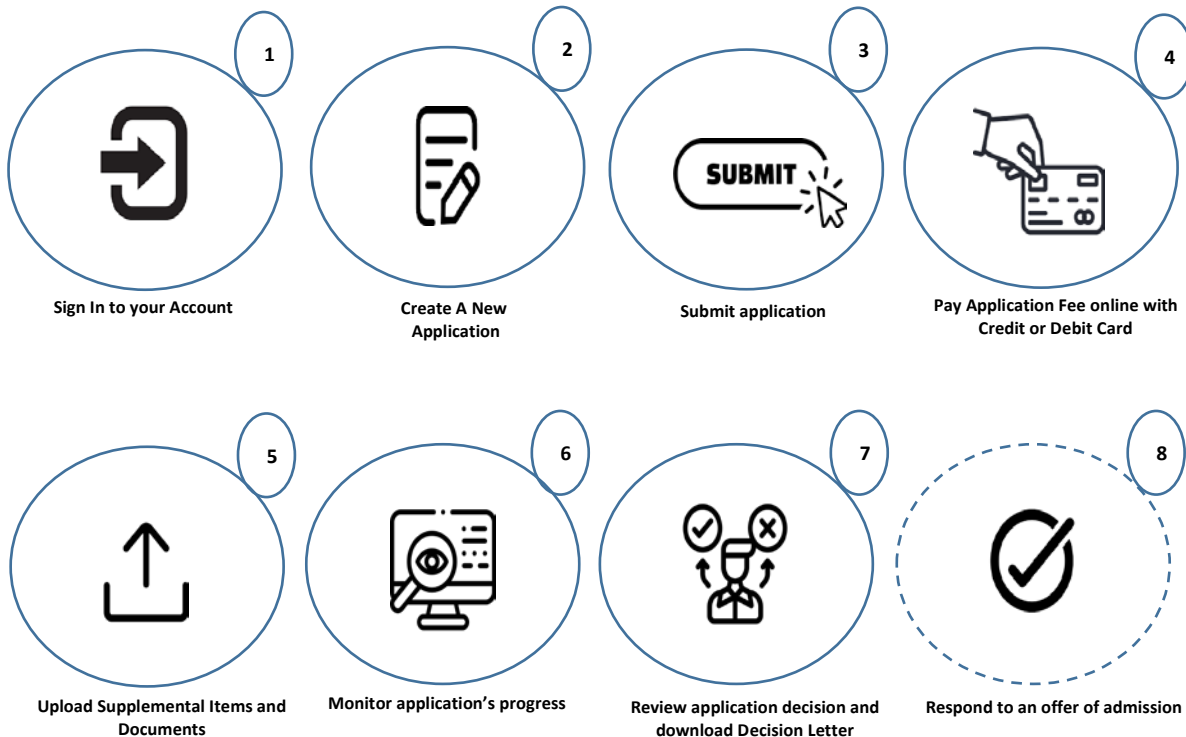 1
Sign In to your Account
2
Create A New
Application
3
SUBMIT
Submit application
4
Pay Application Fee online with
Credit or Debit Card
5
Upload Supplemental Items and
Documents
6
Monitor application's progress
7
Review application decision and
download Decision Letter
8
Respond to an offer of admission